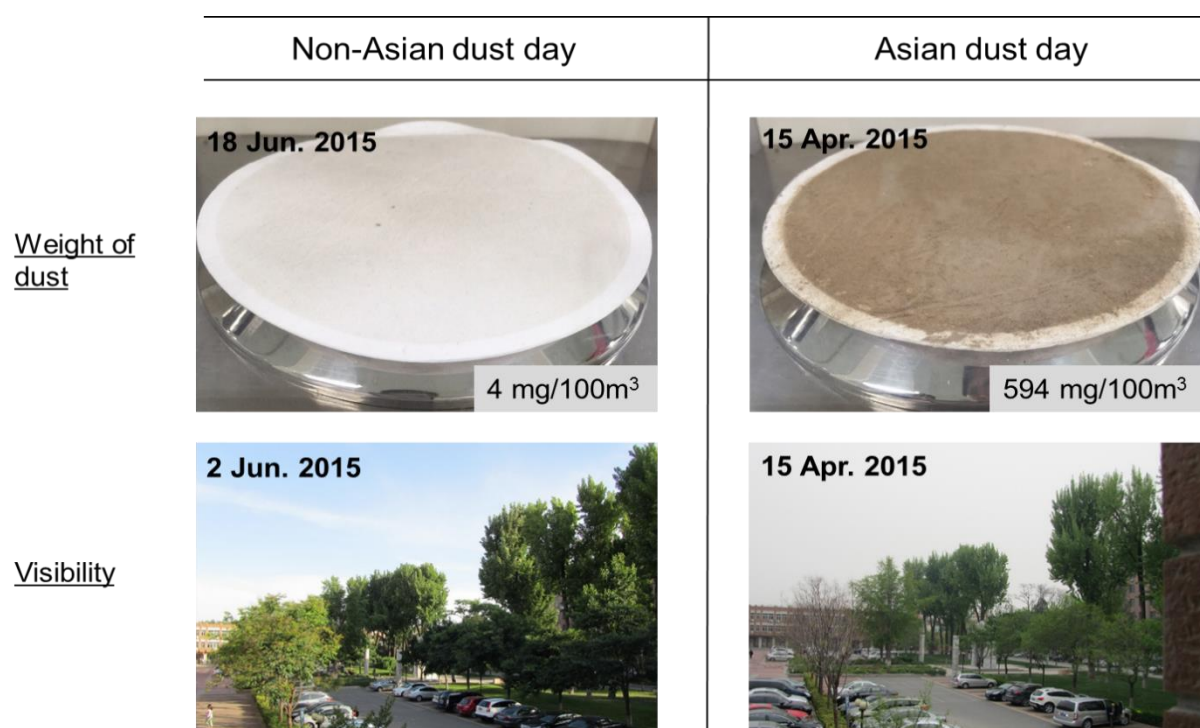 Non-Asian dust day
Asian dust day
Weight of
dust
18 Jun. 2015
4 mg/100m³
15 Apr. 2015
594 mg/100m³
Visibility
2 Jun. 2015
15 Apr. 2015